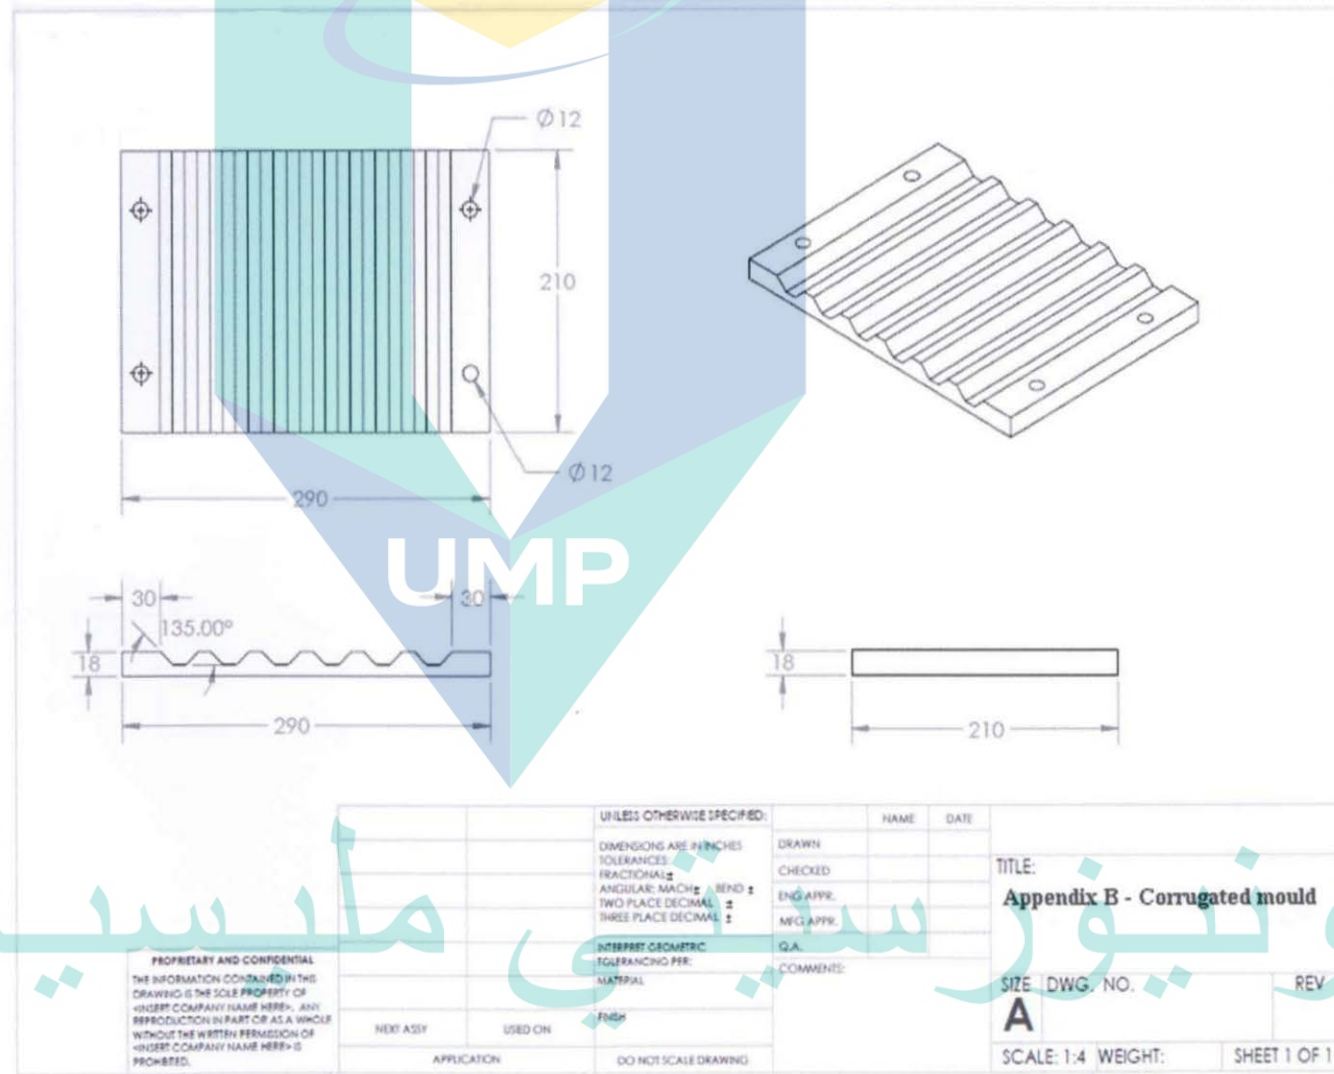 Ø12
210
Ø12
290
UMP
30
30
135.00°
18
290
18
210
UNLESS OTHERWISE SPECIFIED:
DIMENSIONS ARE IN INCHES
TOLERANCES:
FRACTIONAL±
ANGULAR: MACH± BEND ±
TWO PLACE DECIMAL ±
THREE PLACE DECIMAL ±
INTERPRET GEOMETRIC
TOLERANCING PER:
MATERIAL
FINISH
DO NOT SCALE DRAWING
NAME DATE
DRAWN
CHECKED
ENG APPR.
MFG APPR.
Q.A.
COMMENTS:
TITLE:
Appendix B - Corrugated mould
SIZE DWG. NO. REV
A
SCALE: 1:4 WEIGHT: SHEET 1 OF 1
PROPRIETARY AND CONFIDENTIAL
THE INFORMATION CONTAINED IN THIS
DRAWING IS THE SOLE PROPERTY OF
<INSERT COMPANY NAME HERE>. ANY
REPRODUCTION IN PART OR AS A WHOLE
WITHOUT THE WRITTEN PERMISSION OF
<INSERT COMPANY NAME HERE> IS
PROHIBITED.
NEXT ASSY USED ON
APPLICATION